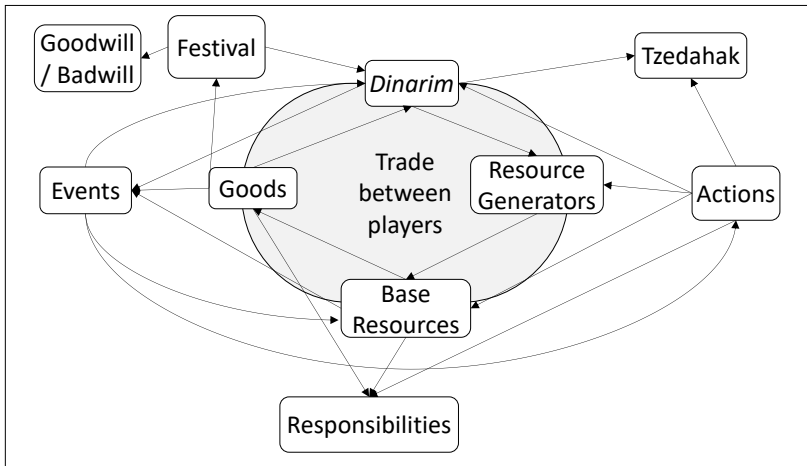 Goodwill
/ Badwill
Festival
Dinarim
Tzedahak
Events
Goods
Trade
between
players
Resource
Generators
Actions
Base
Resources
Responsibilities